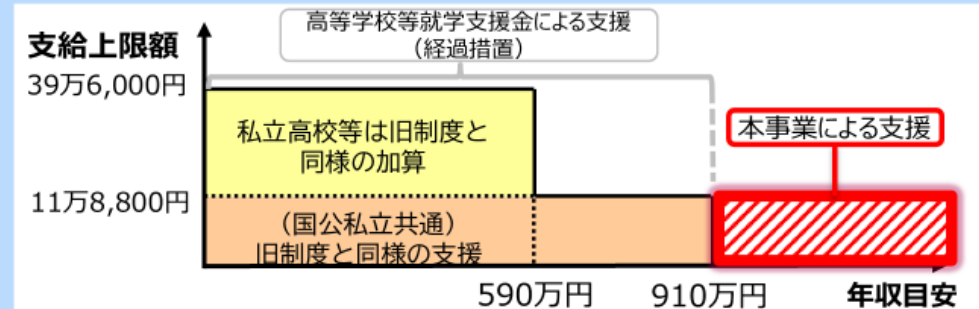 高等学校等就学支援金による支援
（経過措置）
支給上限額
39万6,000円
私立高校等は旧制度と
同様の加算
本事業による支援
11万8,800円
（国公私立共通）
旧制度と同様の支援
590万円
910万円
年収目安